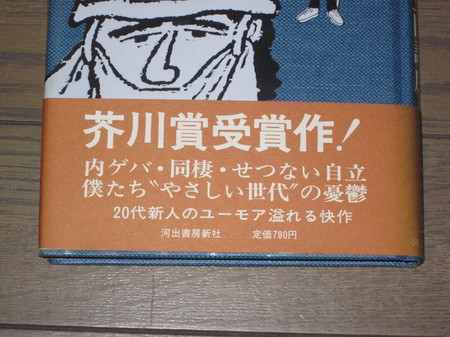 芥川賞受賞作！
内ゲバ・同棲・せつない自立
僕たち〝やさしい世代〟の憂鬱
20代新人のユーモア溢れる快作
河出書房新社 定価780円